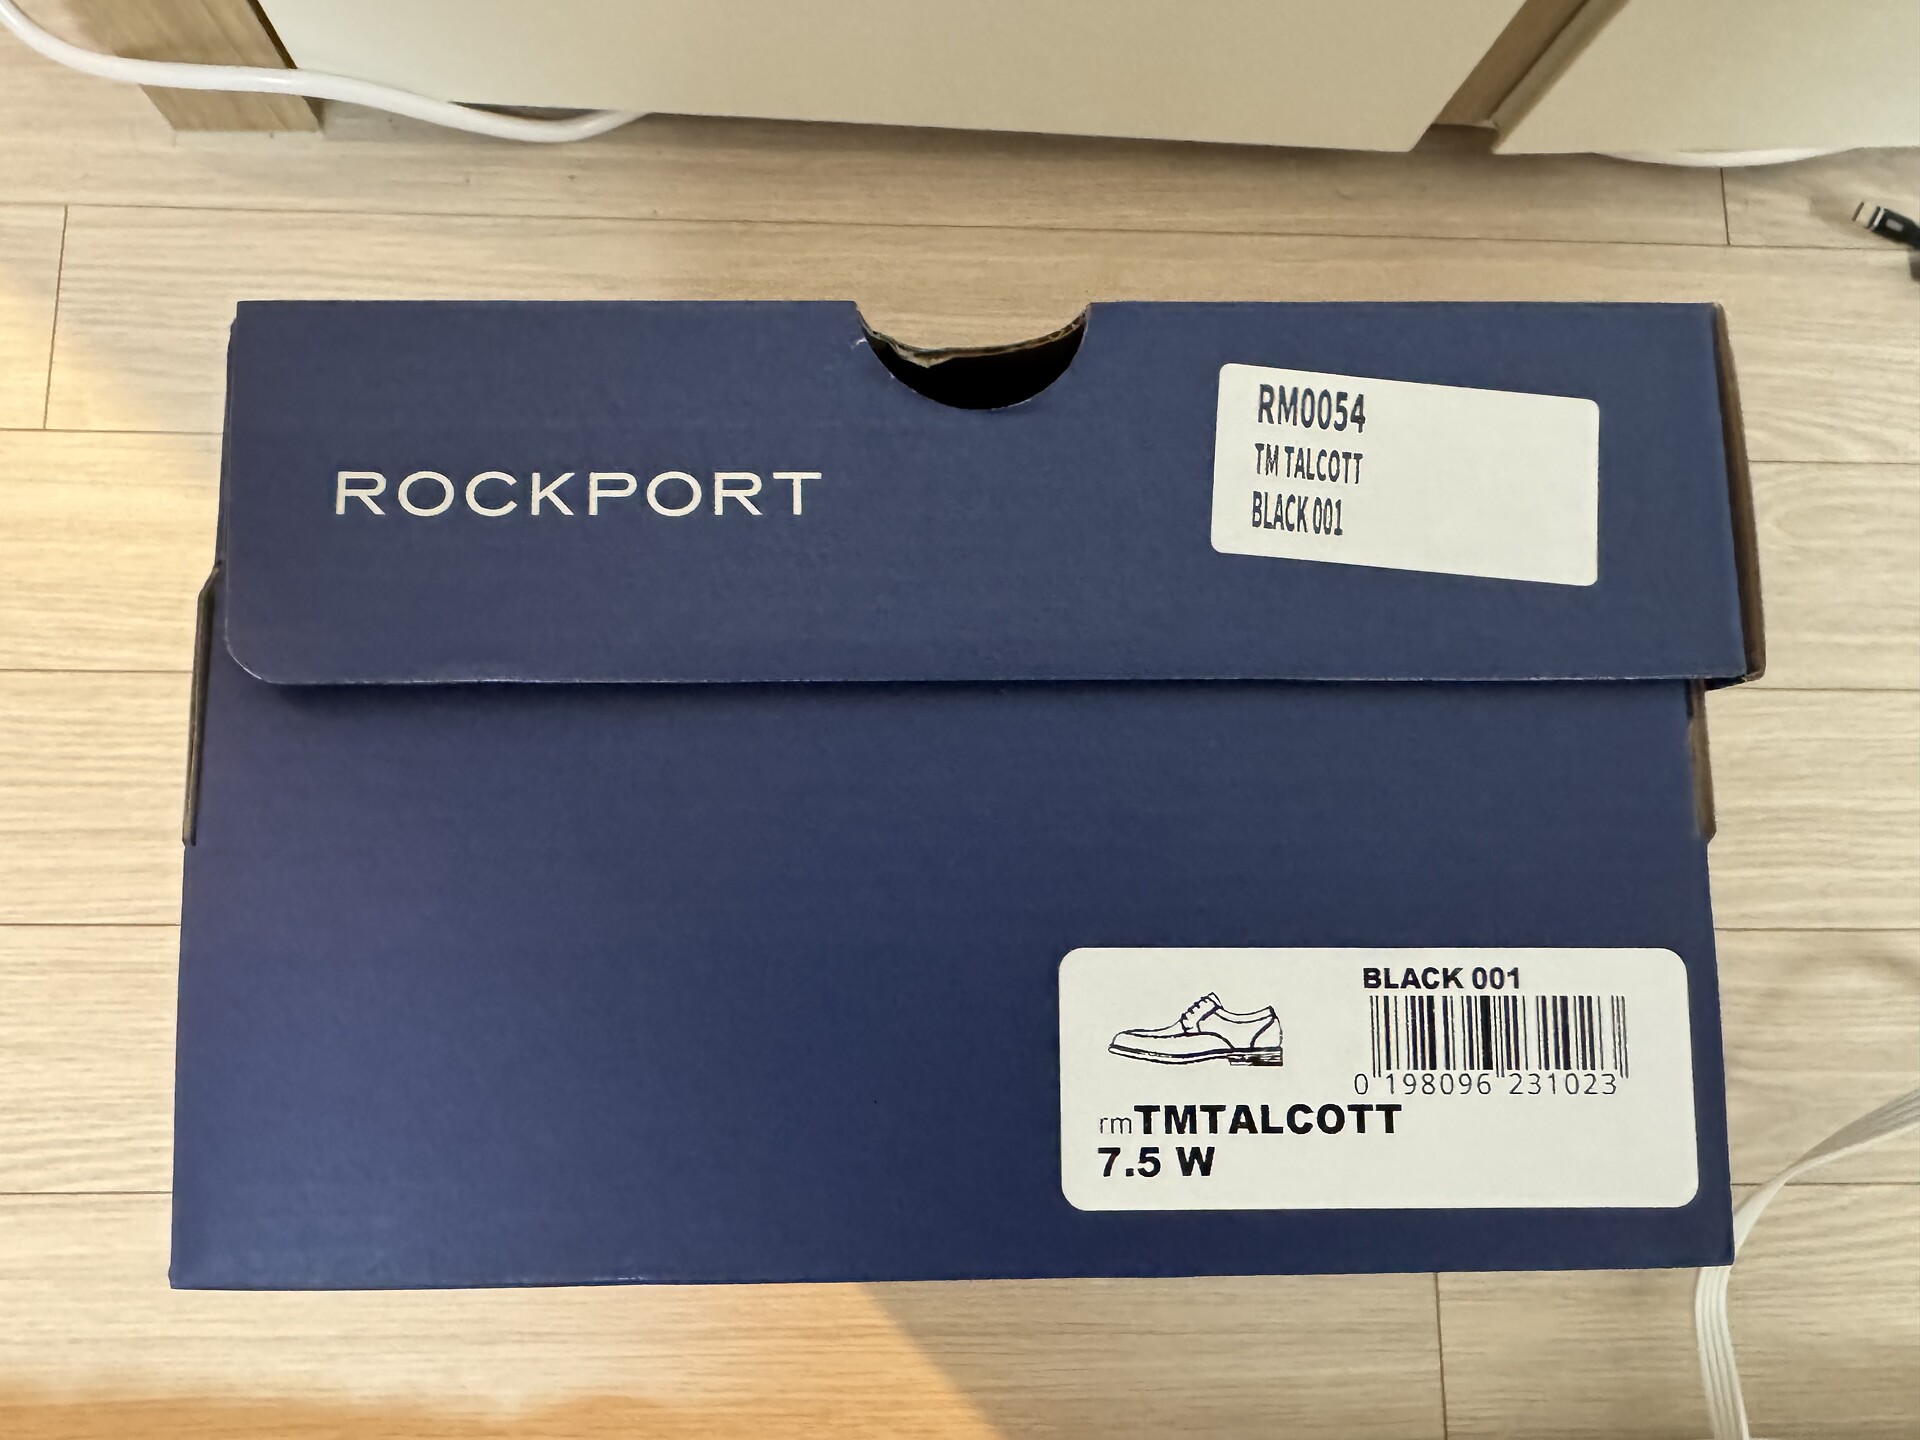 ROCKPORT
RM0054
TM TALCOTT
BLACK 001
BLACK 001
0 198096 231023
rmTMTALCOTT
7.5 W